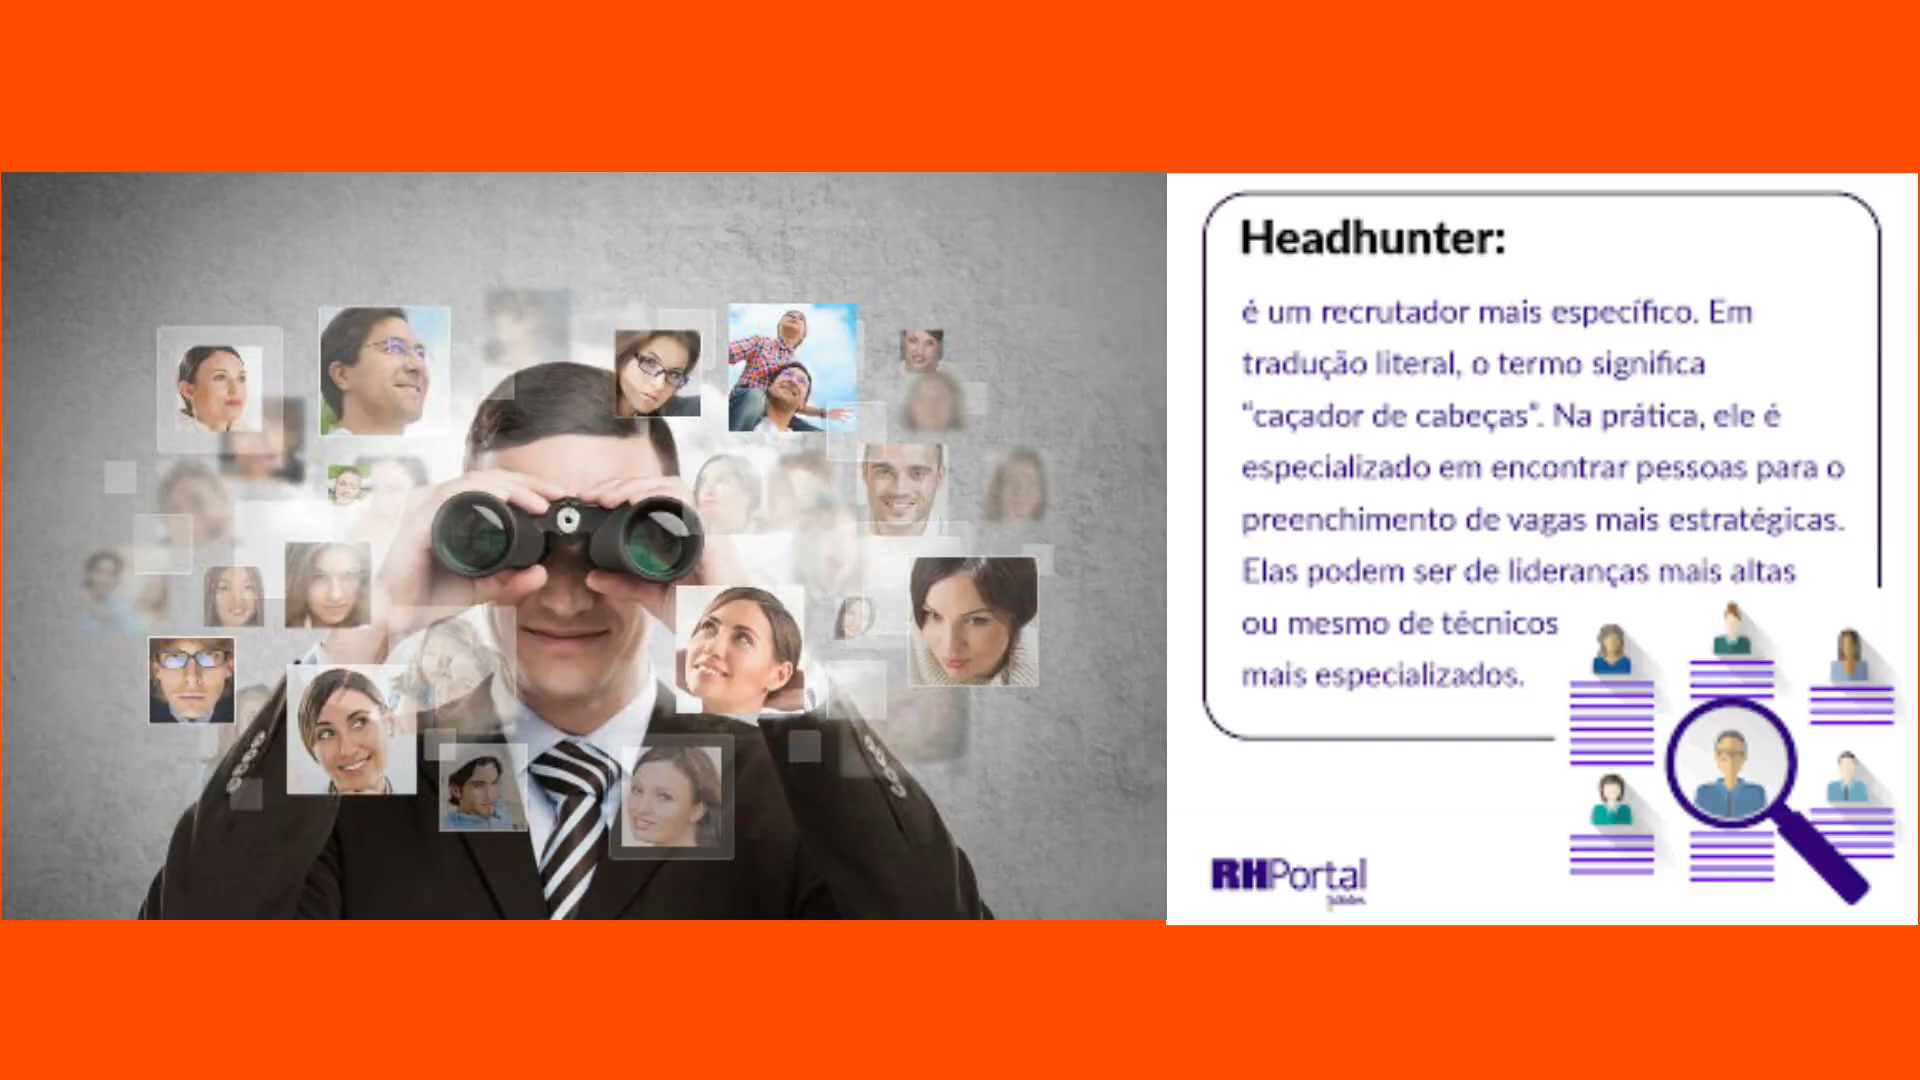 Headhunter:
é um recrutador mais específico. Em
tradução literal, o termo significa
“caçador de cabeças”. Na prática, ele é
especializado em encontrar pessoas para o
preenchimento de vagas mais estratégicas.
Elas podem ser de lideranças mais altas
ou mesmo de técnicos
mais especializados.
RHPortal